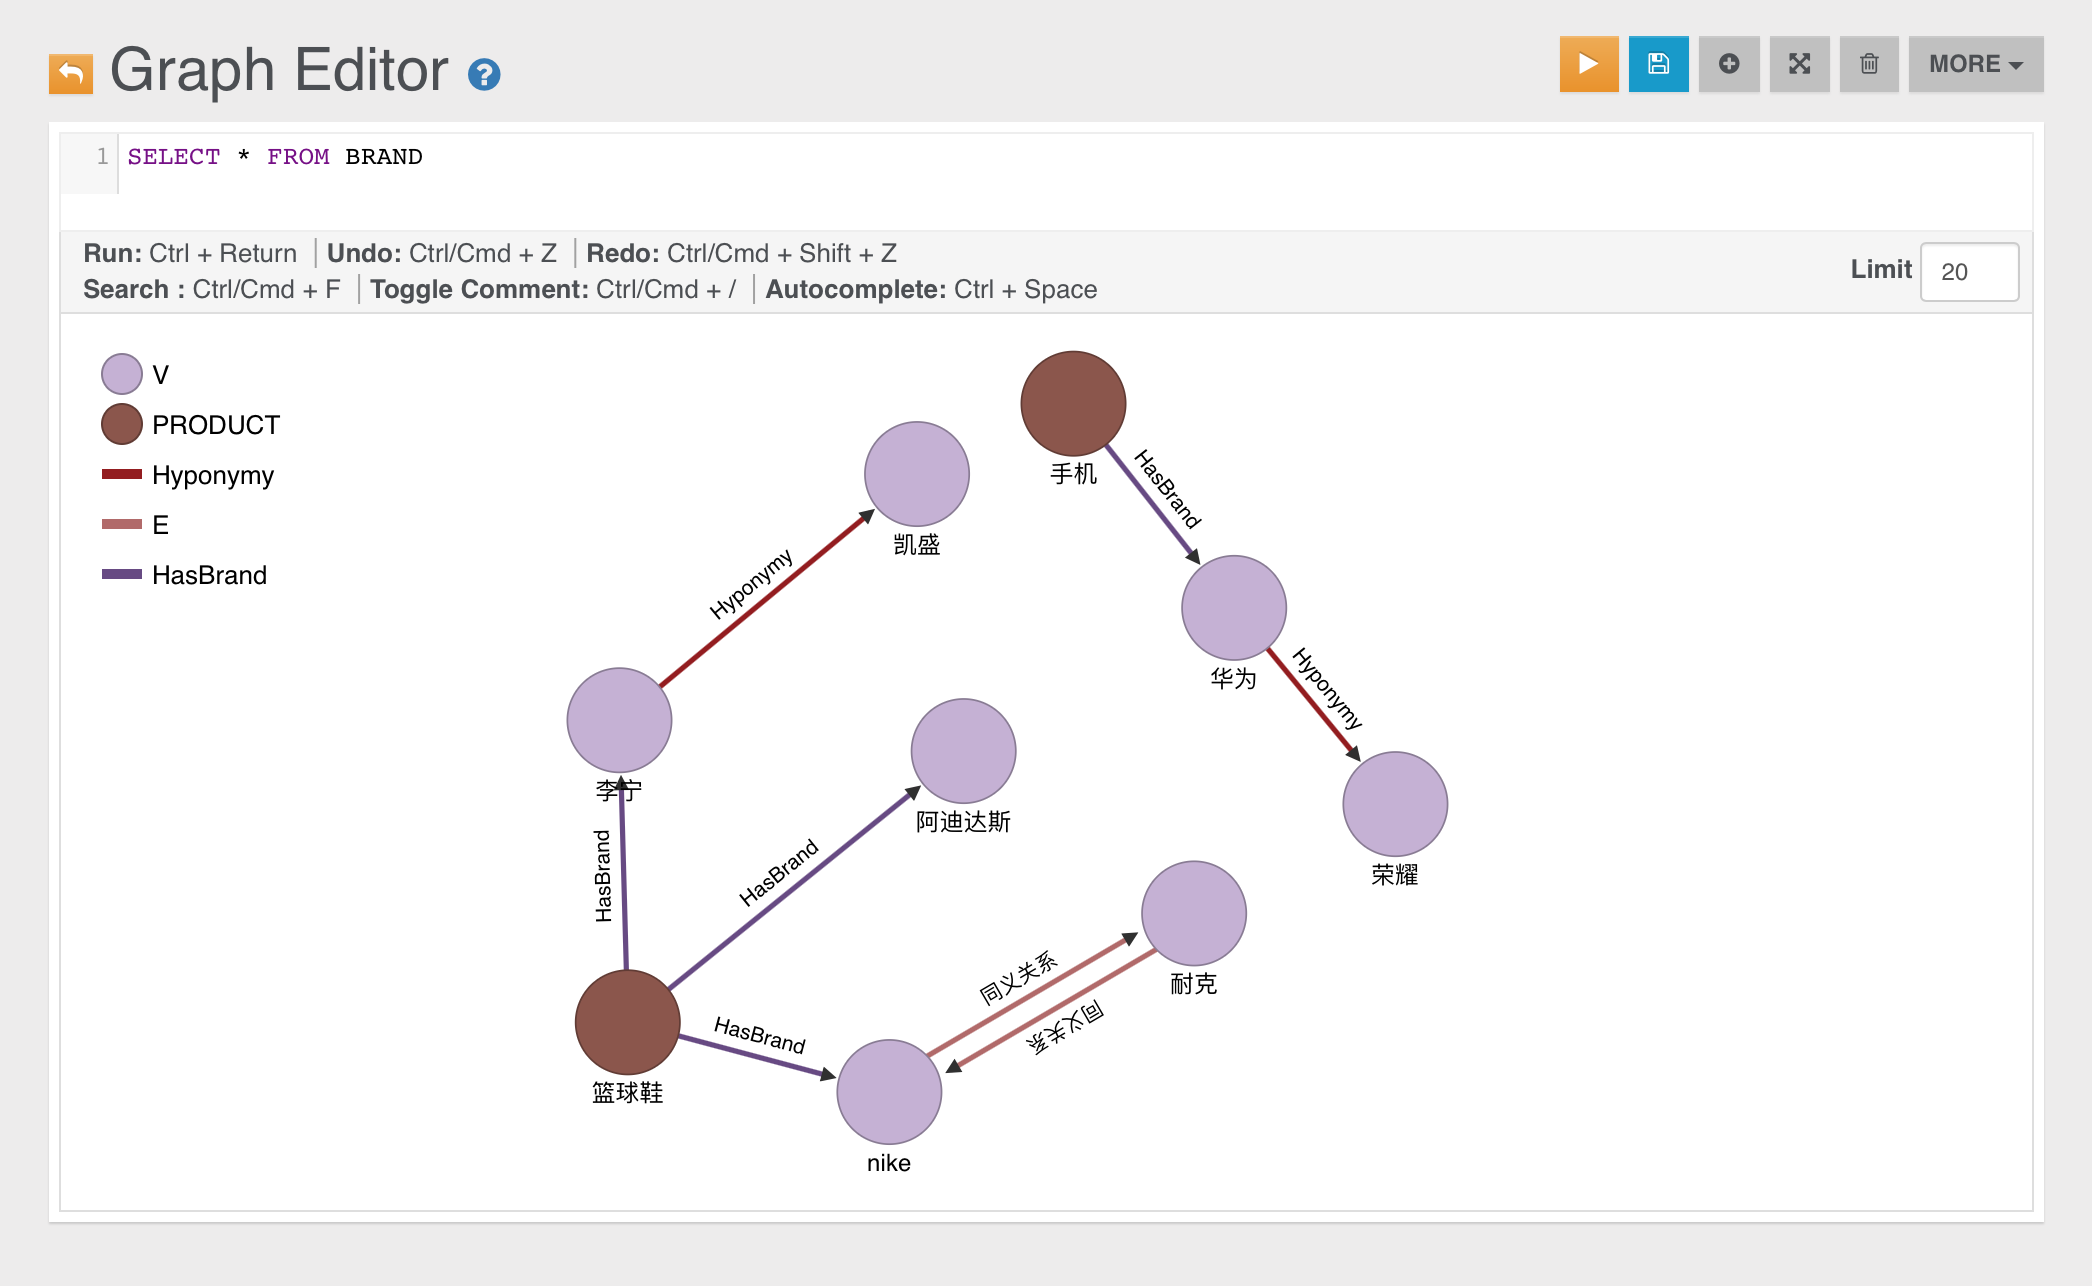 Graph Editor
MORE
1 SELECT * FROM BRAND
Run: Ctrl + Return Undo: Ctrl/Cmd + Z Redo: Ctrl/Cmd + Shift + Z
Search : Ctrl/Cmd + F Toggle Comment: Ctrl/Cmd + / Autocomplete: Ctrl + Space
Limit 20
V
PRODUCT
Hyponymy
E
HasBrand
手机
HasBrand
凯盛
Hyponymy
华为
Hyponymy
李宁
阿迪达斯
荣耀
HasBrand
HasBrand
耐克
同义关系
同义关系
HasBrand
篮球鞋
nike